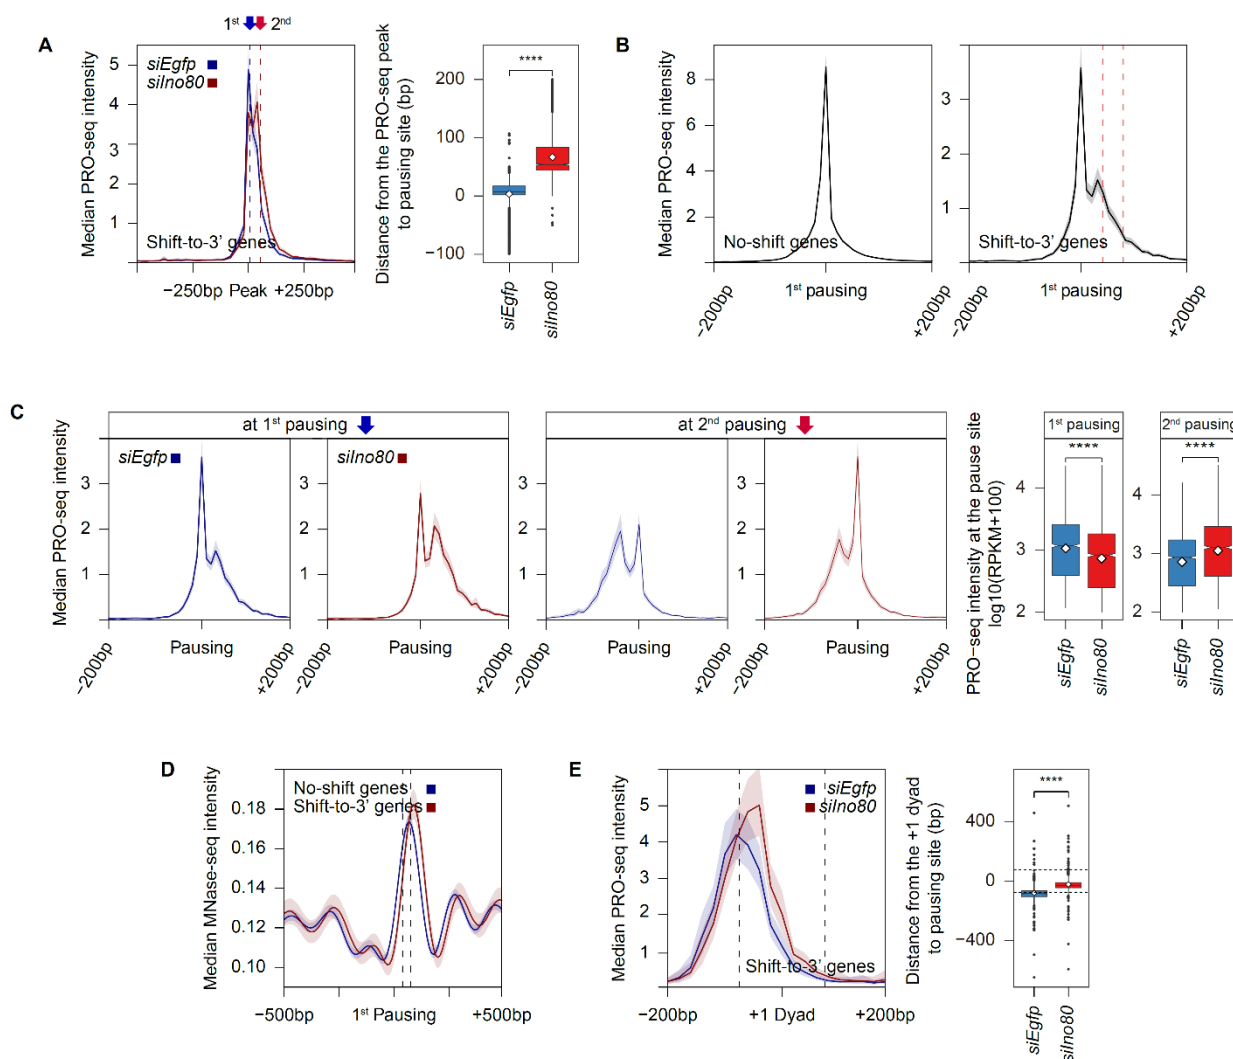 1st 2nd
A
siEgfp
siIno80
Median PRO-seq intensity
5
4
3
2
1
Shift-to-3' genes
−250bp Peak +250bp
Distance from the PRO-seq peak
to pausing site (bp)
****
200
100
0
−100
siEgfp
siIno80
B
Median PRO-seq intensity
8
6
4
2
No-shift genes
1st pausing
−200bp
+200bp
3
2
1
Shift-to-3' genes
1st pausing
−200bp
+200bp
C
at 1st pausing
at 2nd pausing
Median PRO-seq intensity
siEgfp
3
2
1
Pausing
−200bp
+200bp
siIno80
3
2
1
Pausing
−200bp
+200bp
3
2
1
Pausing
−200bp
+200bp
3
2
1
Pausing
−200bp
+200bp
PRO−seq intensity at the pause site
log10(RPKM+100)
1st pausing
****
4
3
2
siEgfp
siIno80
2nd pausing
****
4
3
2
siEgfp
siIno80
D
Median MNase-seq intensity
No-shift genes
Shift-to-3' genes
0.18
0.16
0.14
0.12
0.10
−500bp
1st Pausing
+500bp
E
Median PRO-seq intensity
siEgfp
siIno80
5
4
3
2
1
Shift-to-3' genes
−200bp
+1 Dyad
+200bp
Distance from the +1 dyad
to pausing site (bp)
****
400
0
−400
siEgfp
siIno80